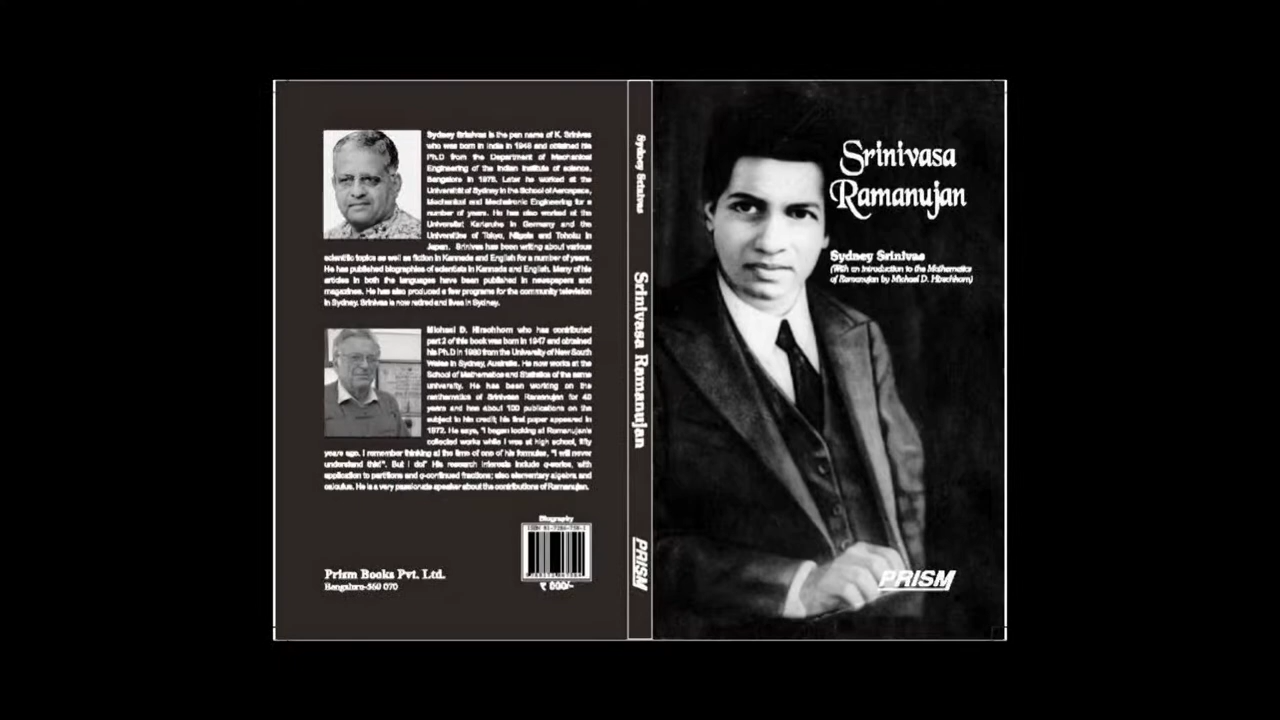 Sydney Srinivas is the pen name of K. Srinivas
who was born in India in 1948 and obtained his
Ph.D from the Department of Mechanical
Engineering of the Indian Institute of science,
Bangalore in 1978. Later he worked at the
of Sydney in the School of Aerospace,
Mechanical and Mechatronic Engineering for a
number of years. He has also worked at the
Karlsruhe in Germany and the
of Tokyo, Niigata and Tohoku in
Japan. Srinivas has been writing about various
scientific topics as well as fiction in Kannada and English for a number of years.
He has published biographies of scientists in Kannada and English. Many of his
articles in both the languages have been published in newspapers and
magazines. He has also produced a few programs for the community television
in Sydney. Srinivas is now retired and lives in Sydney.
Michael D. Hirschhorn who has contributed
part 2 of this book was born in 1947 and obtained
his Ph.D in from the University of New South
Wales in Sydney, Australia. He now works at the
School of Mathematics and Statistics of the same
university. He has been working on the
mathematics of Srinivasa Ramanujan for 40
years and has about 100 publications on the
subject to his credit; his first paper appeared in
1972. He says, "I began looking at Ramanujan's
collected works while I was at high school, fifty
years ago. I remember thinking at the time of one of his formulae, "I will never
understand this!". But I do!" His research interests include q-series, with
application to partitions and q-continued fractions; also elementary algebra and
calculus. He is a very passionate speaker about the contributions of Ramanujan.
Biography
₹ 000/-
Prism Books Pvt. Ltd.
Bengaluru-560 070
Sydney Srinivas
Srinivasa Ramanujan
PRISM
Srinivasa
Ramanujan
Sydney Srinivas
(With an Introduction to the Mathematics
of Ramanujan by Michael D. Hirschhorn)
PRISM